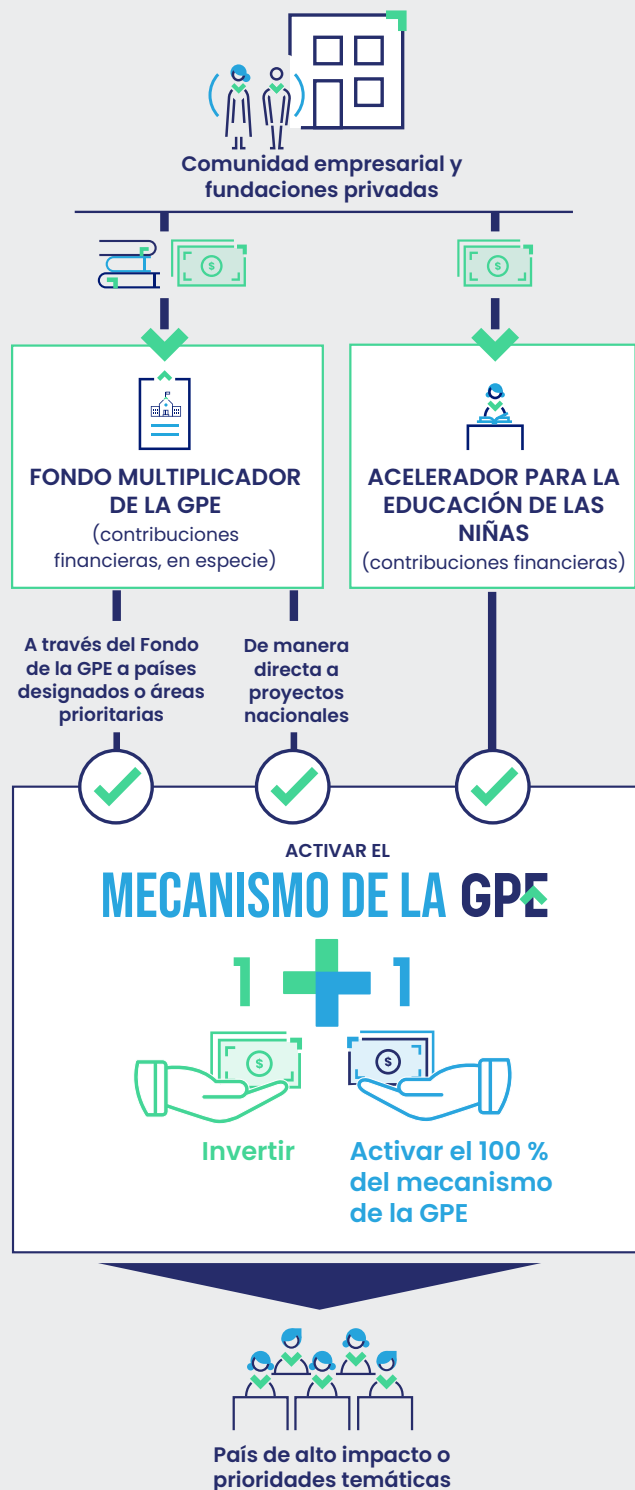 Comunidad empresarial y
fundaciones privadas
$
$
FONDO MULTIPLICADOR
DE LA GPE
(contribuciones
financieras, en especie)
ACELERADOR PARA LA
EDUCACIÓN DE LAS
NIÑAS
(contribuciones financieras)
A través del Fondo
de la GPE a países
designados o áreas
prioritarias
De manera
directa a
proyectos
nacionales
ACTIVAR EL
MECANISMO DE LA GPE
1 + 1
$
$
Invertir
Activar el 100 %
del mecanismo
de la GPE
País de alto impacto o
prioridades temáticas